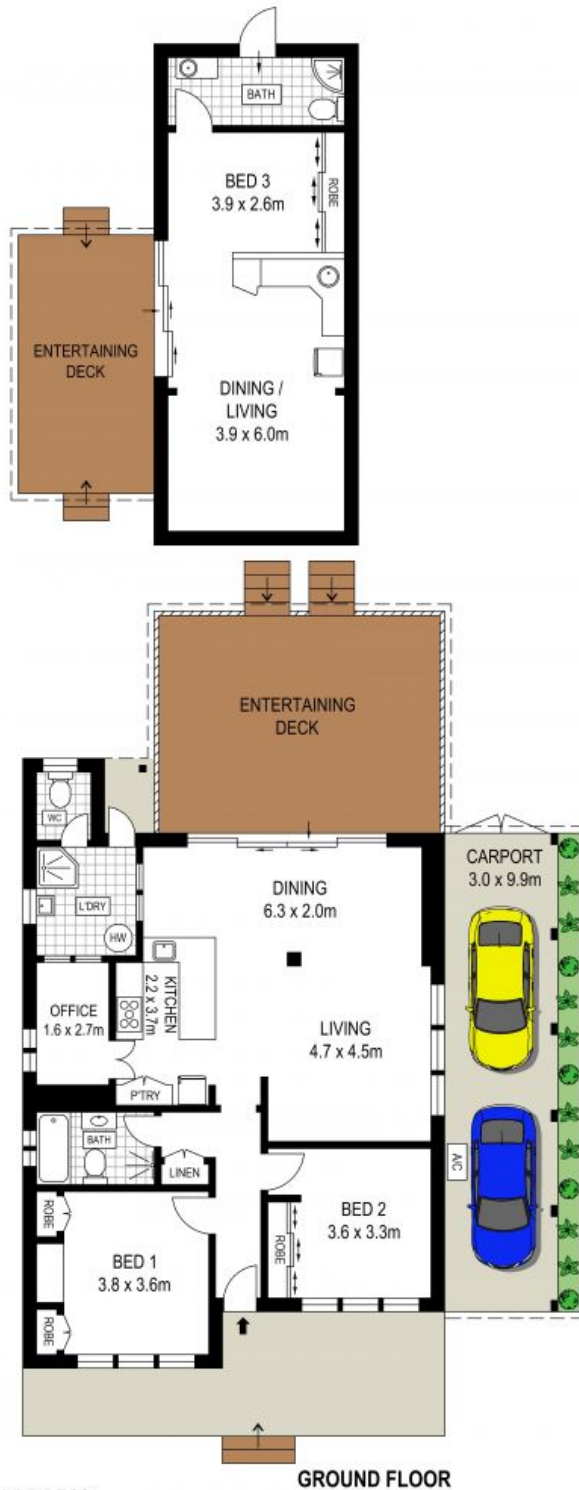 BATH
BED 3
3.9 x 2.6m
ROBE
ENTERTAINING
DECK
DINING /
LIVING
3.9 x 6.0m
ENTERTAINING
DECK
WC
L'DRY
HW
DINING
6.3 x 2.0m
CARPORT
3.0 x 9.9m
KITCHEN
2.2 x 3.7m
OFFICE
1.6 x 2.7m
LIVING
4.7 x 4.5m
P'TRY
BATH
LINEN
A/C
ROBE
BED 1
3.8 x 3.6m
ROBE
BED 2
3.6 x 3.3m
ROBE
GROUND FLOOR